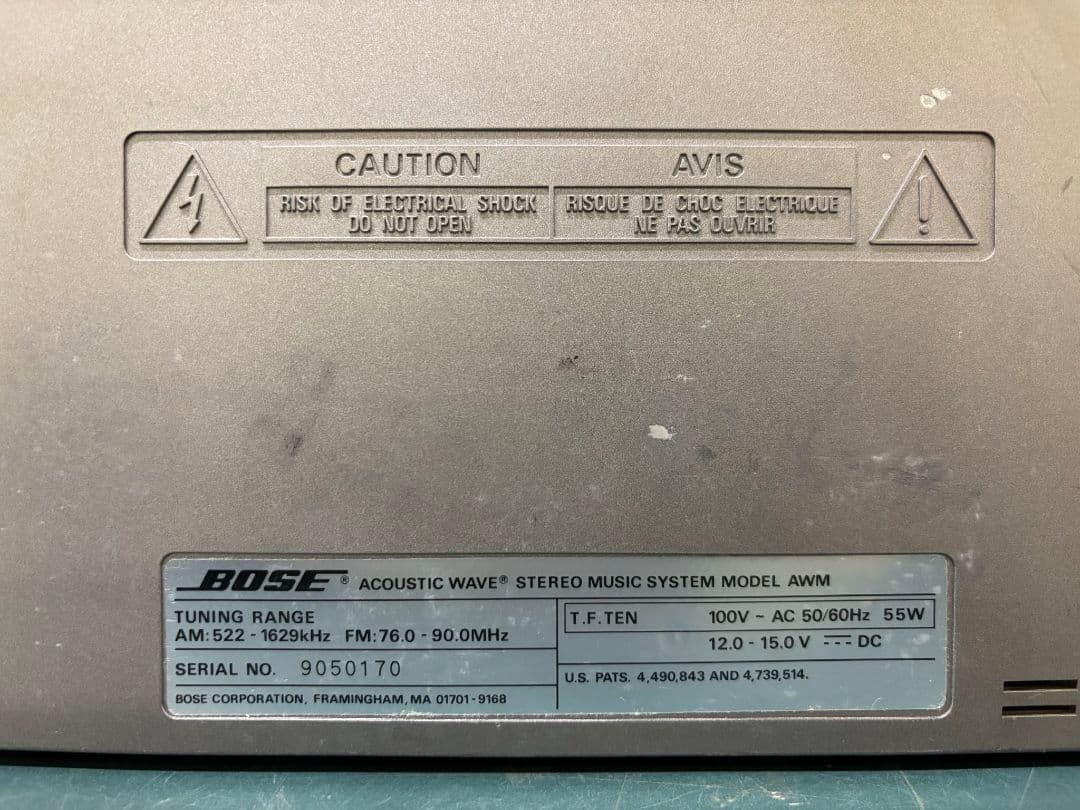 CAUTION
RISK OF ELECTRICAL SHOCK
DO NOT OPEN
AVIS
RISQUE DE CHOC ELECTRIQUE
NE PAS OUVRIR
BOSE® ACOUSTIC WAVE® STEREO MUSIC SYSTEM MODEL AWM
TUNING RANGE
AM: 522 - 1629kHz FM: 76.0 - 90.0MHz
SERIAL NO. 9050170
BOSE CORPORATION, FRAMINGHAM, MA 01701-9168
T.F.TEN 100V ~ AC 50/60Hz 55W
12.0 - 15.0 V ⎓ DC
U.S. PATS. 4,490,843 AND 4,739,514.